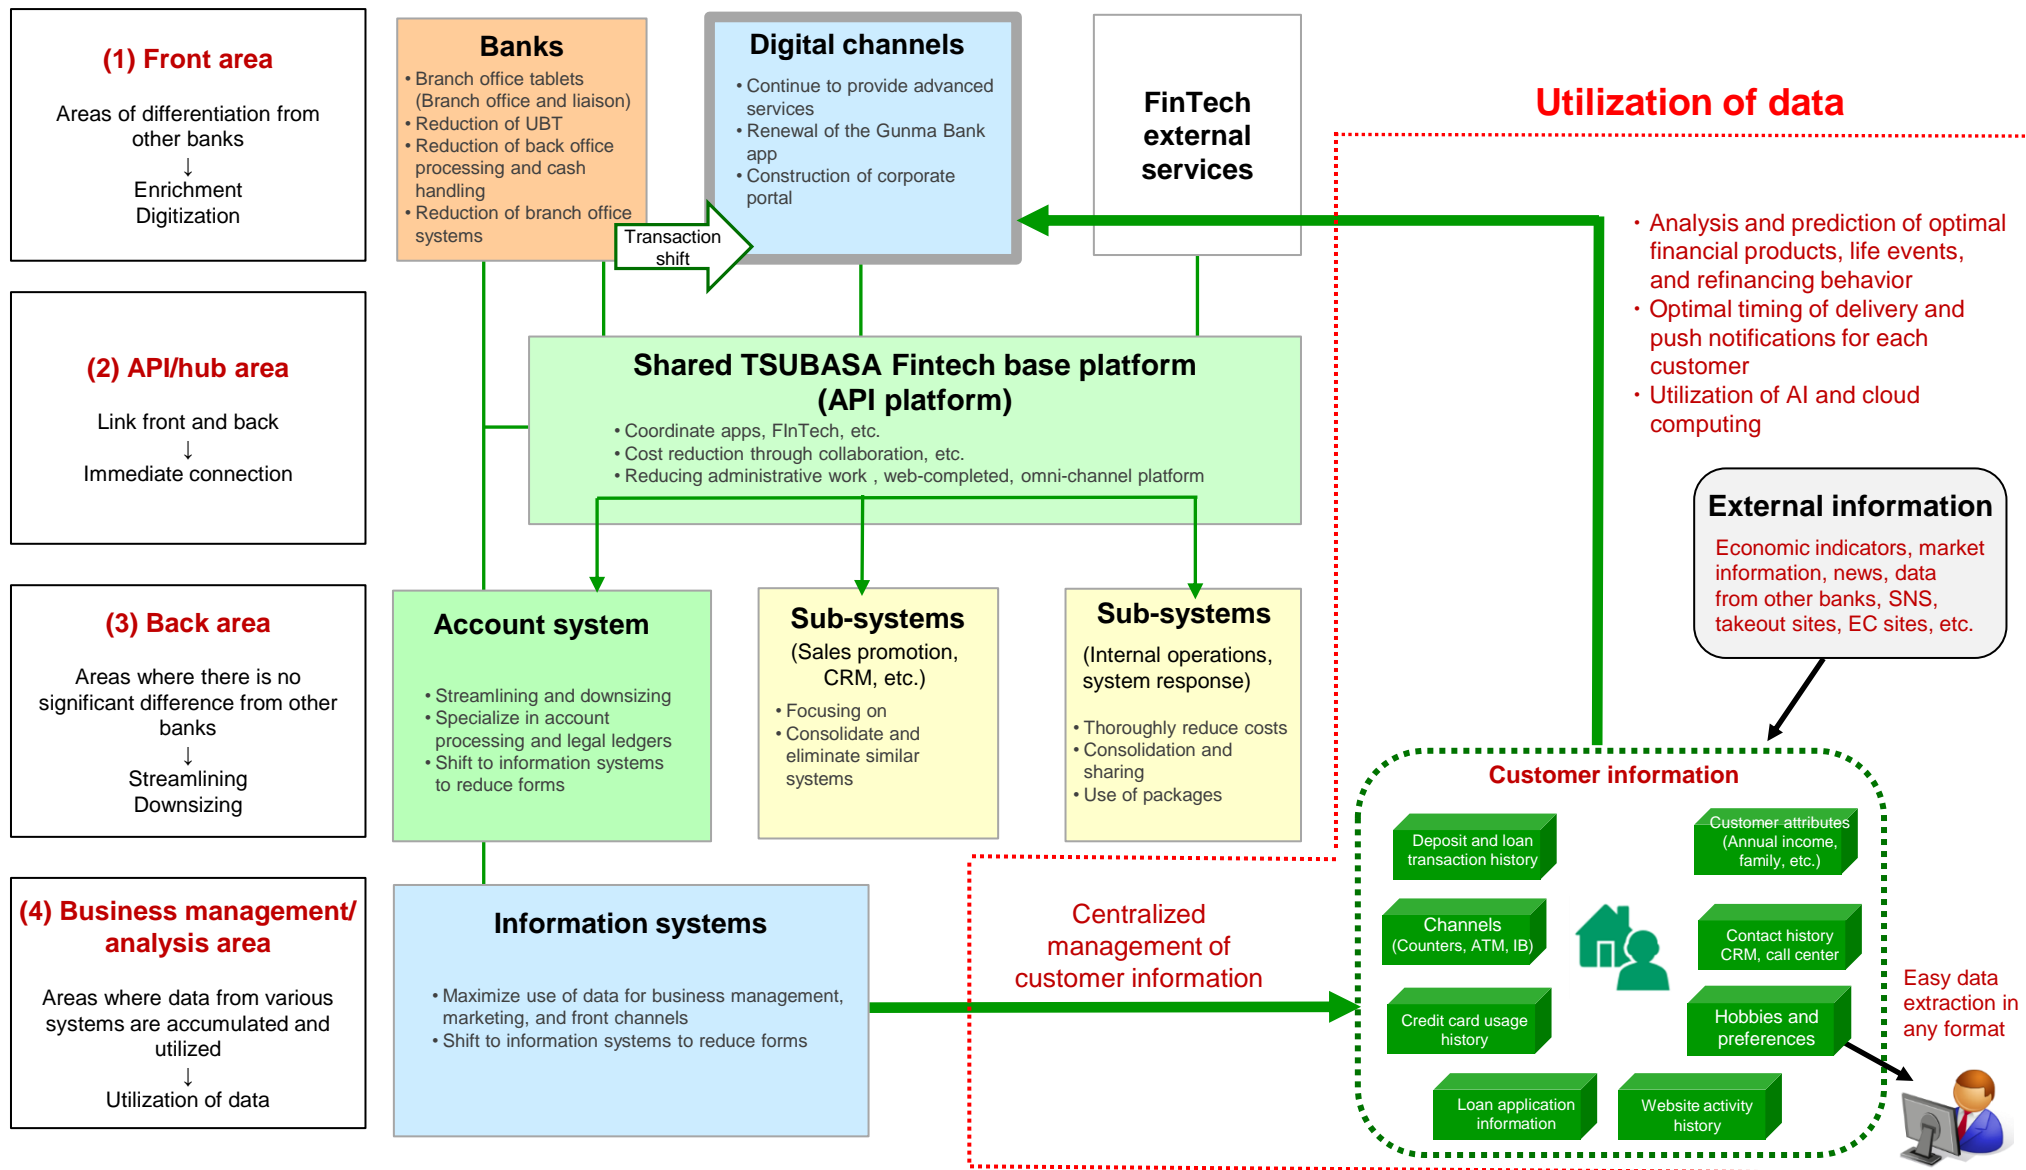 (1) Front area
Areas of differentiation from
other banks
↓
Enrichment
Digitization
(2) API/hub area
Link front and back
↓
Immediate connection
(3) Back area
Areas where there is no
significant difference from other
banks
↓
Streamlining
Downsizing
(4) Business management/
analysis area
Areas where data from various
systems are accumulated and
utilized
↓
Utilization of data
Banks
• Branch office tablets
(Branch office and liaison)
• Reduction of UBT
• Reduction of back office
processing and cash
handling
• Reduction of branch office
systems
Transaction
shift
Digital channels
• Continue to provide advanced
services
• Renewal of the Gunma Bank
app
• Construction of corporate
portal
FinTech
external
services
Shared TSUBASA Fintech base platform
(API platform)
• Coordinate apps, FInTech, etc.
• Cost reduction through collaboration, etc.
• Reducing administrative work , web-completed, omni-channel platform
Account system
• Streamlining and downsizing
• Specialize in account
processing and legal ledgers
• Shift to information systems
to reduce forms
Sub-systems
(Sales promotion,
CRM, etc.)
• Focusing on
• Consolidate and
eliminate similar
systems
Sub-systems
(Internal operations,
system response)
• Thoroughly reduce costs
• Consolidation and
sharing
• Use of packages
Information systems
• Maximize use of data for business management,
marketing, and front channels
• Shift to information systems to reduce forms
Centralized
management of
customer information
Utilization of data
・Analysis and prediction of optimal
financial products, life events,
and refinancing behavior
・Optimal timing of delivery and
push notifications for each
customer
・Utilization of AI and cloud
computing
External information
Economic indicators, market
information, news, data
from other banks, SNS,
takeout sites, EC sites, etc.
Customer information
Deposit and loan
transaction history
Customer attributes
(Annual income,
family, etc.)
Channels
(Counters, ATM, IB)
Contact history
CRM, call center
Credit card usage
history
Hobbies and
preferences
Loan application
information
Website activity
history
Easy data
extraction in
any format